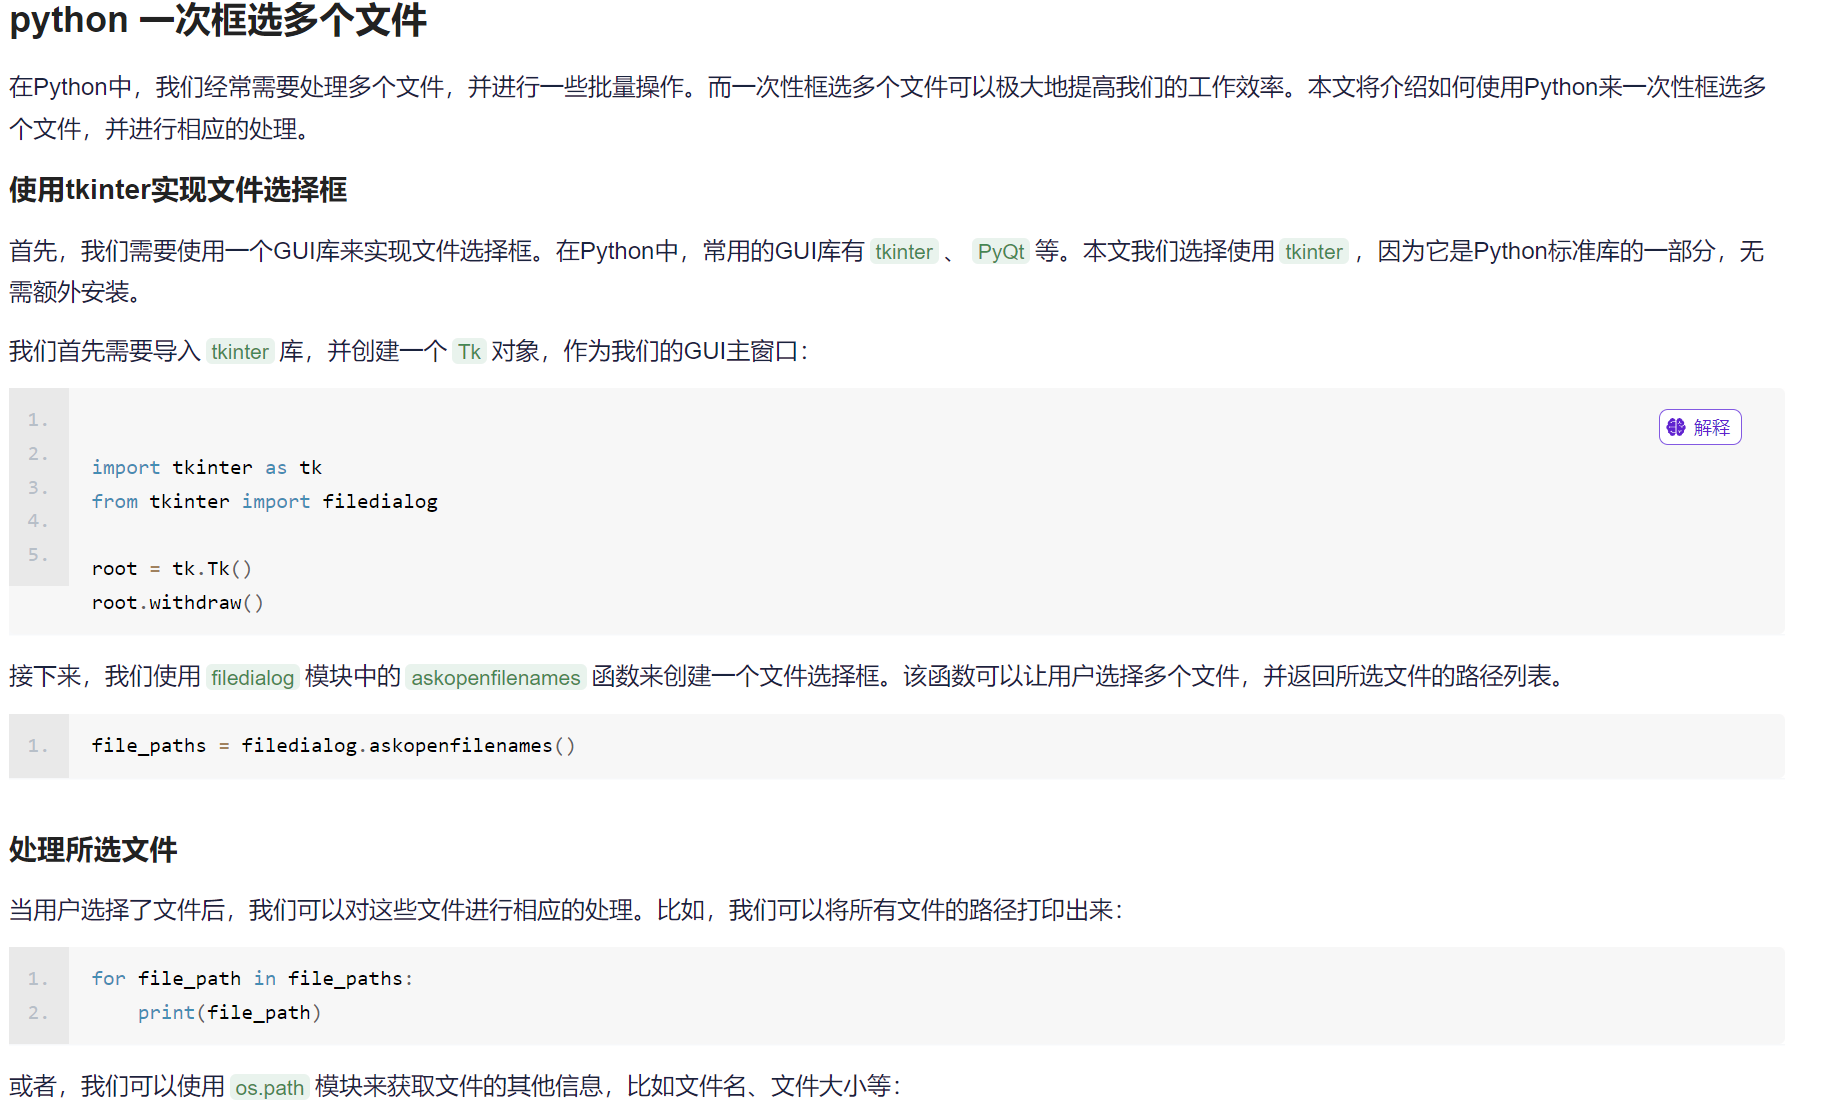 python 一次框选多个文件
在Python中，我们经常需要处理多个文件，并进行一些批量操作。而一次性框选多个文件可以极大地提高我们的工作效率。本文将介绍如何使用Python来一次性框选多
个文件，并进行相应的处理。
使用tkinter实现文件选择框
首先，我们需要使用一个GUI库来实现文件选择框。在Python中，常用的GUI库有 tkinter 、 PyQt 等。本文我们选择使用 tkinter ，因为它是Python标准库的一部分，无
需额外安装。
我们首先需要导入 tkinter 库，并创建一个 Tk 对象，作为我们的GUI主窗口：
1.
解释
2.
import tkinter as tk
3.
from tkinter import filedialog
4.
5.
root = tk.Tk()
root.withdraw()
接下来，我们使用 filedialog 模块中的 askopenfilenames 函数来创建一个文件选择框。该函数可以让用户选择多个文件，并返回所选文件的路径列表。
1. file_paths = filedialog.askopenfilenames()
处理所选文件
当用户选择了文件后，我们可以对这些文件进行相应的处理。比如，我们可以将所有文件的路径打印出来：
1. for file_path in file_paths:
2. print(file_path)
或者，我们可以使用 os.path 模块来获取文件的其他信息，比如文件名、文件大小等：